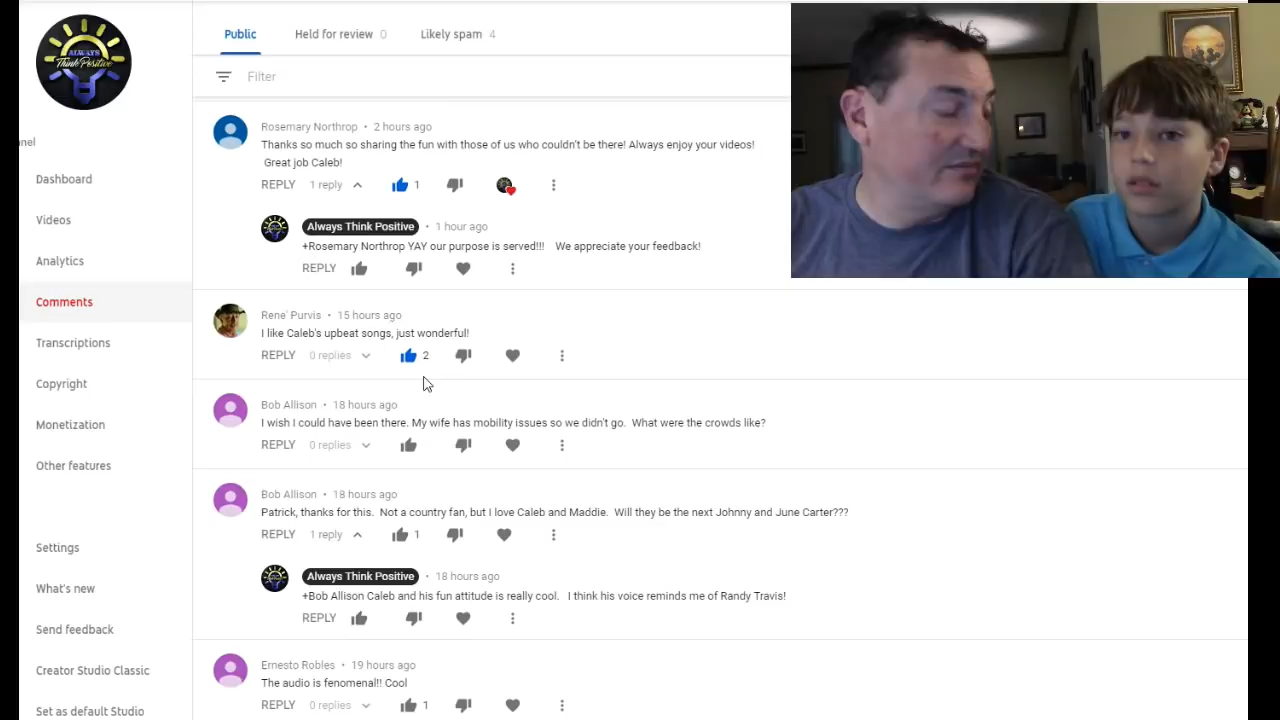 ALWAYS
Think Positive
nnel
Dashboard
Videos
Analytics
Comments
Transcriptions
Copyright
Monetization
Other features
Settings
What's new
Send feedback
Creator Studio Classic
Set as default Studio
Public
Held for review 0
Likely spam 4
Filter
Rosemary Northrop • 2 hours ago
Thanks so much so sharing the fun with those of us who couldn't be there! Always enjoy your videos!
Great job Caleb!
REPLY 1 reply 1
Always Think Positive • 1 hour ago
+Rosemary Northrop YAY our purpose is served!!! We appreciate your feedback!
REPLY
Rene' Purvis • 15 hours ago
I like Caleb's upbeat songs, just wonderful!
REPLY 0 replies 2
Bob Allison • 18 hours ago
I wish I could have been there. My wife has mobility issues so we didn't go. What were the crowds like?
REPLY 0 replies
Bob Allison • 18 hours ago
Patrick, thanks for this. Not a country fan, but I love Caleb and Maddie. Will they be the next Johnny and June Carter???
REPLY 1 reply 1
Always Think Positive • 18 hours ago
+Bob Allison Caleb and his fun attitude is really cool. I think his voice reminds me of Randy Travis!
REPLY
Ernesto Robles • 19 hours ago
The audio is fenomenal!! Cool
REPLY 0 replies 1